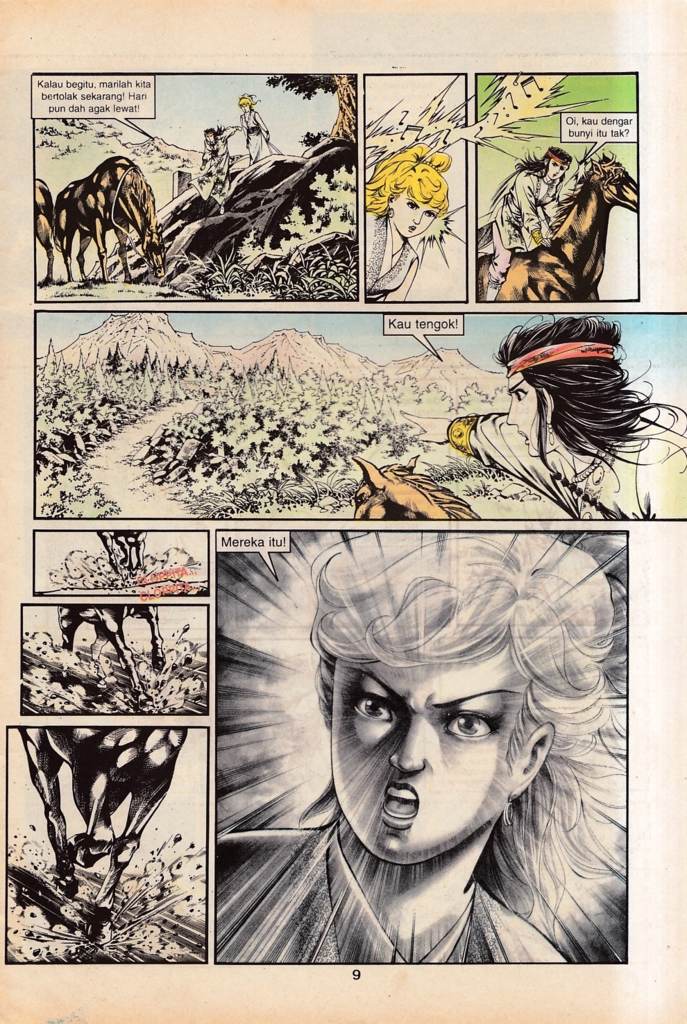 Kalau begitu, marilah kita
bertolak sekarang! Hari
pun dah agak lewat!
Oi, kau dengar
bunyi itu tak?
Kau tengok!
Mereka itu!
9